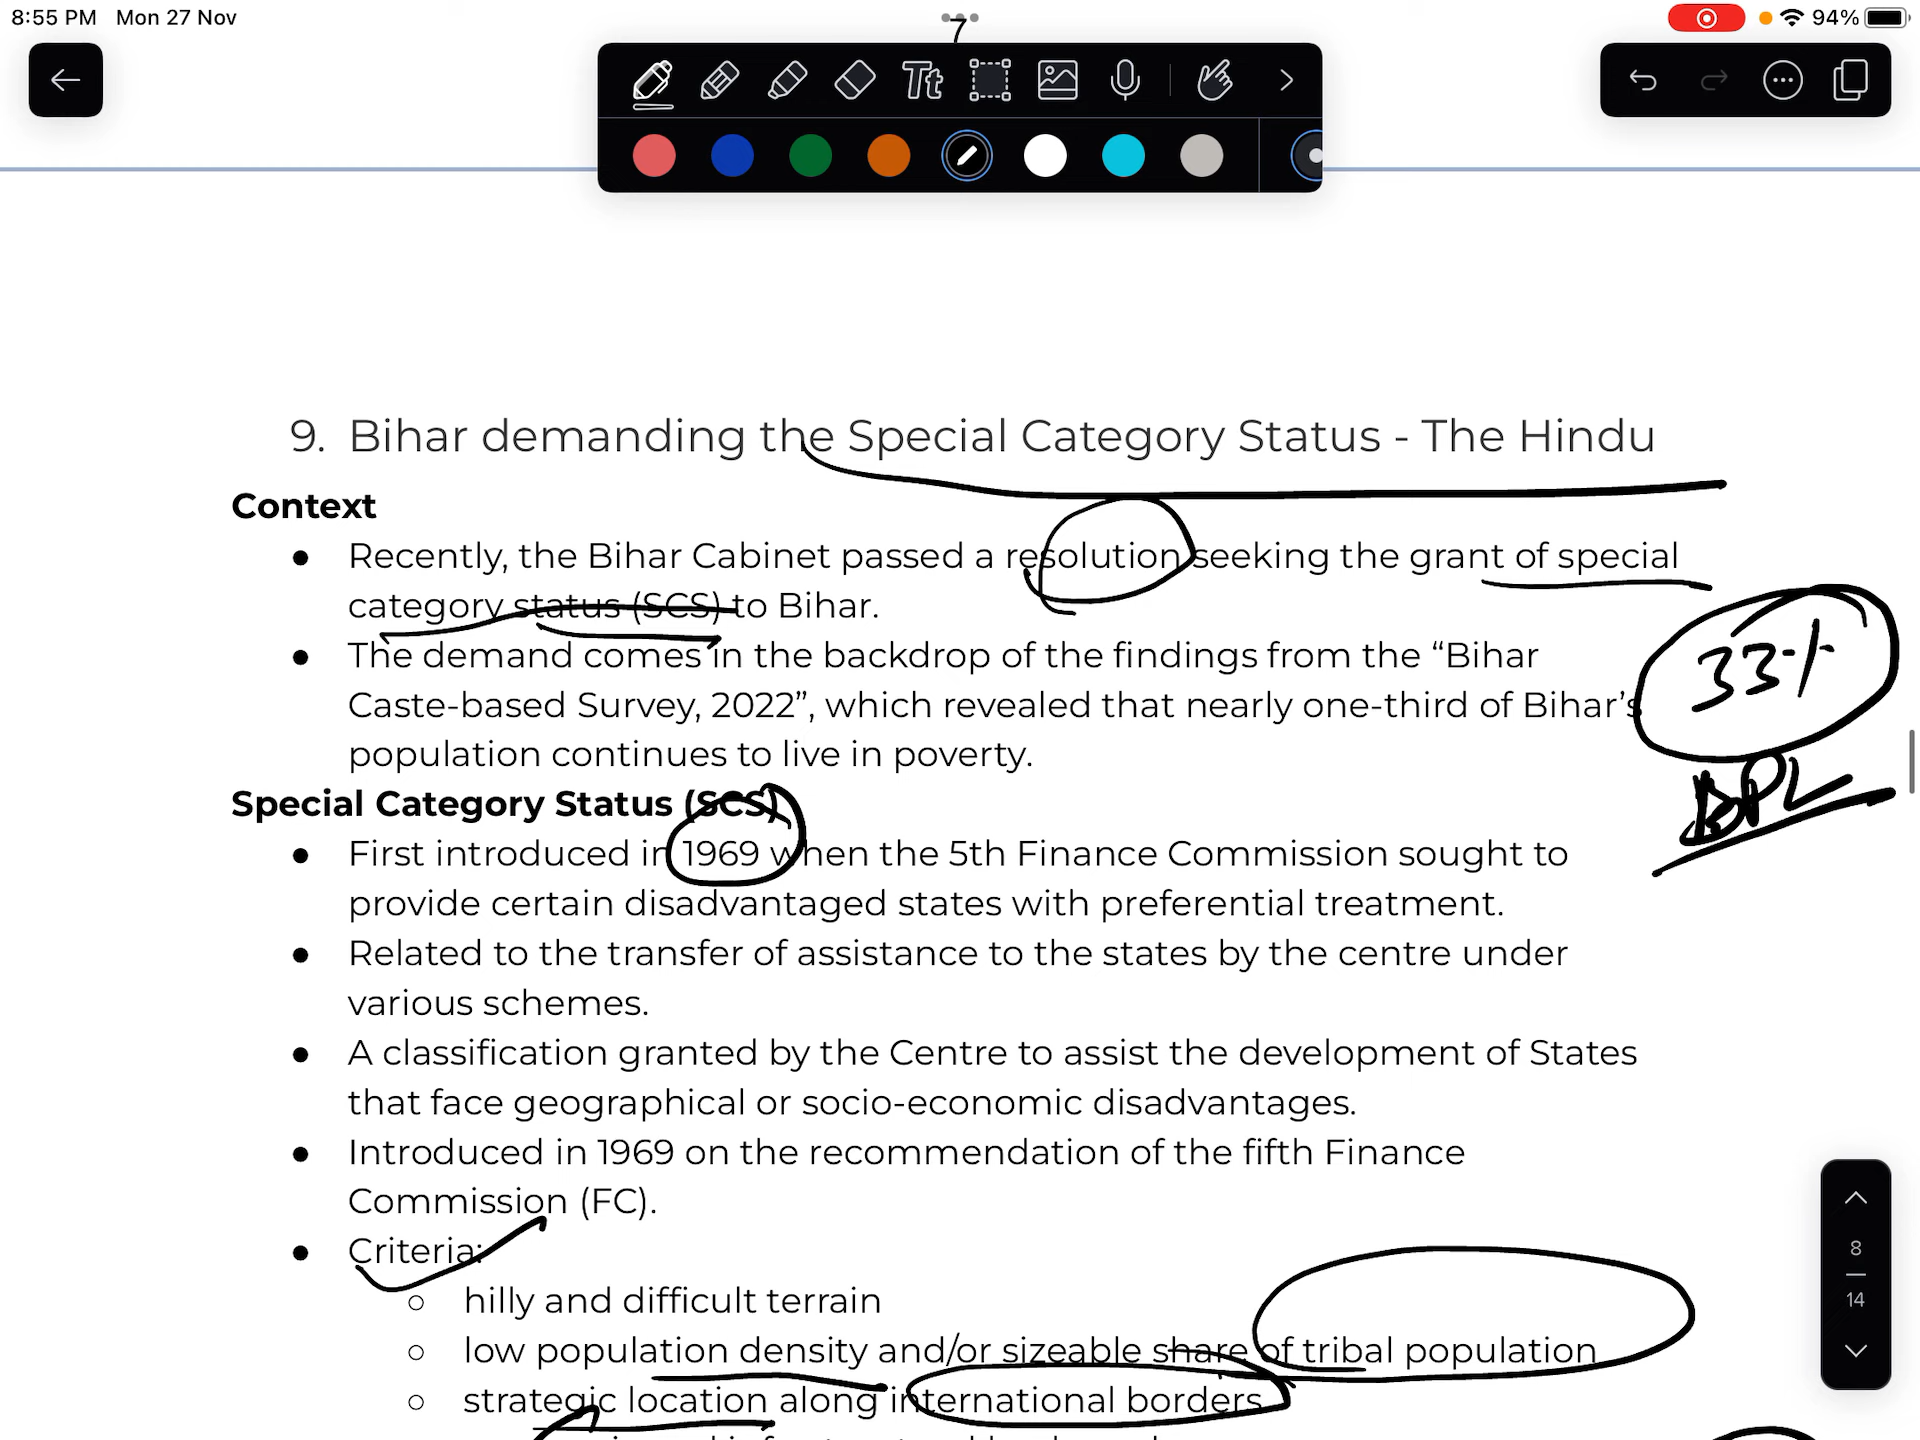 8:55 PM Mon 27 Nov
94%
7
Tt
9. Bihar demanding the Special Category Status - The Hindu
Context
● Recently, the Bihar Cabinet passed a resolution seeking the grant of special
category status (SCS) to Bihar.
33%
● The demand comes in the backdrop of the findings from the “Bihar
Caste-based Survey, 2022”, which revealed that nearly one-third of Bihar’s
population continues to live in poverty.
BPL
Special Category Status (SCS)
● First introduced in 1969 when the 5th Finance Commission sought to
provide certain disadvantaged states with preferential treatment.
● Related to the transfer of assistance to the states by the centre under
various schemes.
● A classification granted by the Centre to assist the development of States
that face geographical or socio-economic disadvantages.
● Introduced in 1969 on the recommendation of the fifth Finance
Commission (FC).
● Criteria:
○ hilly and difficult terrain
○ low population density and/or sizeable share of tribal population
○ strategic location along international borders
8
14